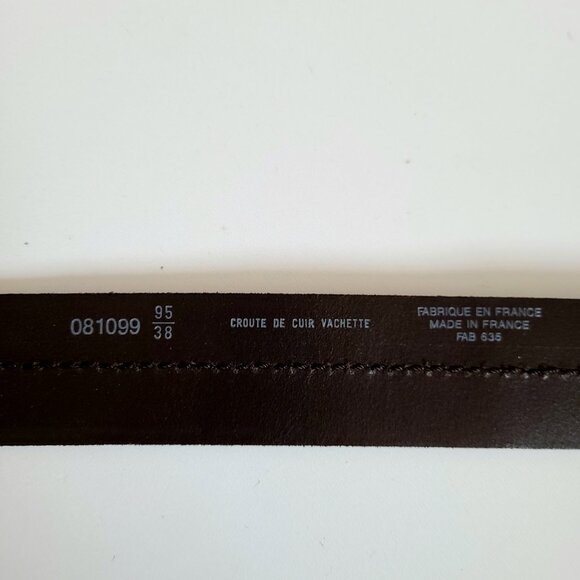 081099
95
38
CROUTE DE CUIR VACHETTE
FABRIQUE EN FRANCE
MADE IN FRANCE
FAB 636